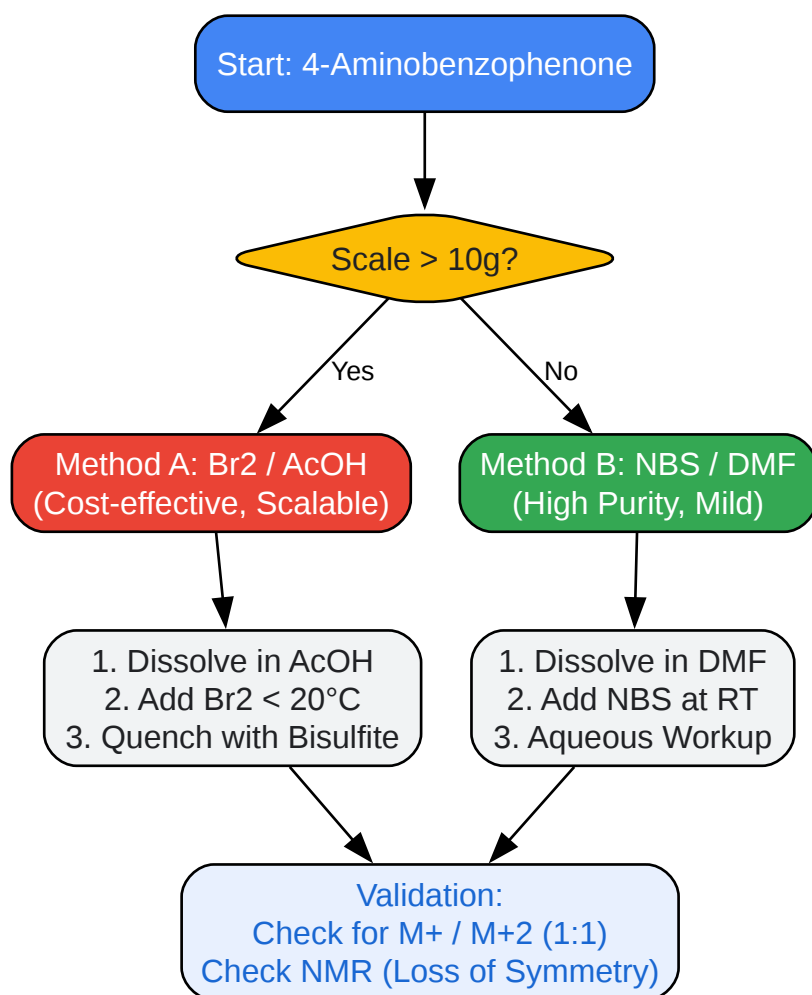 Start: 4-Aminobenzophenone
Scale > 10g?
Yes
No
Method A: Br2 / AcOH
(Cost-effective, Scalable)
Method B: NBS / DMF
(High Purity, Mild)
1. Dissolve in AcOH
2. Add Br2 < 20°C
3. Quench with Bisulfite
1. Dissolve in DMF
2. Add NBS at RT
3. Aqueous Workup
Validation:
Check for M+ / M+2 (1:1)
Check NMR (Loss of Symmetry)